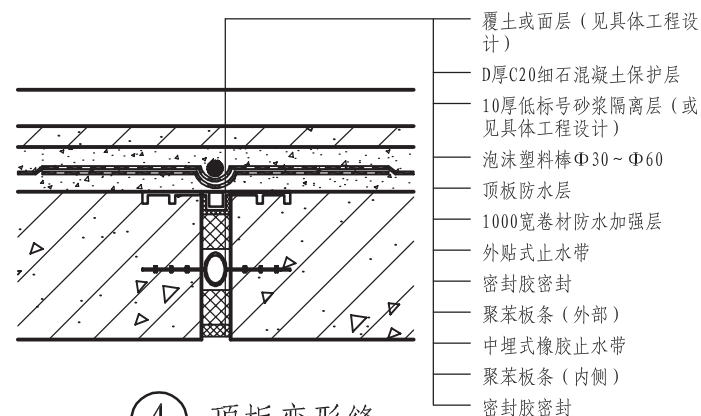 覆土或面层（见具体工程设
计）
D厚C20细石混凝土保护层
10厚低标号砂浆隔离层（或
见具体工程设计）
泡沫塑料棒Φ30～Φ60
顶板防水层
1000宽卷材防水加强层
外贴式止水带
密封胶密封
聚苯板条（外部）
中埋式橡胶止水带
聚苯板条（内侧）
密封胶密封
4 顶板变形缝